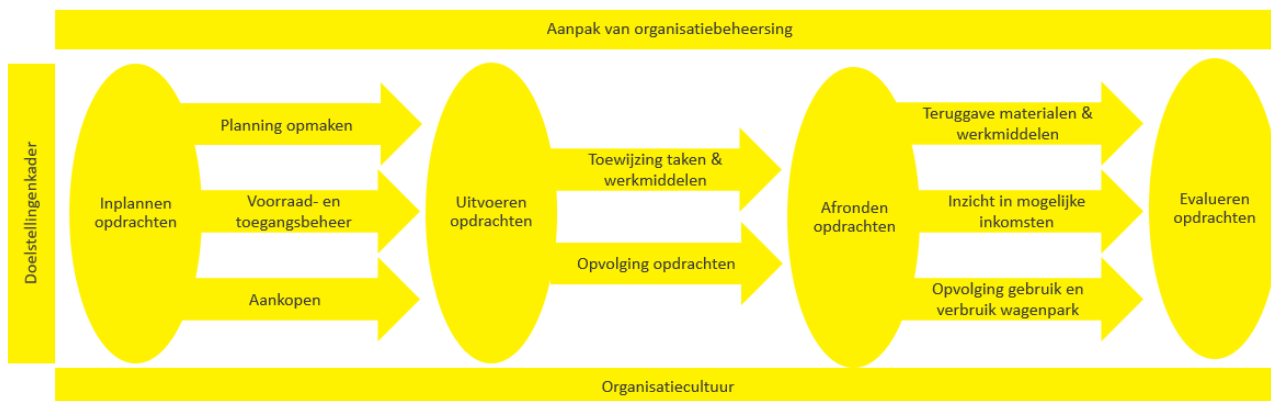 Aanpak van organisatiebeheersing
Doelstellingenkader
Inplannen
opdrachten
Planning opmaken
Voorraad- en
toegangsbeheer
Aankopen
Uitvoeren
opdrachten
Toewijzing taken &
werkmiddelen
Opvolging opdrachten
Afronden
opdrachten
Teruggave materialen &
werkmiddelen
Inzicht in mogelijke
inkomsten
Opvolging gebruik en
verbruik wagenpark
Evalueren
opdrachten
Organisatiecultuur